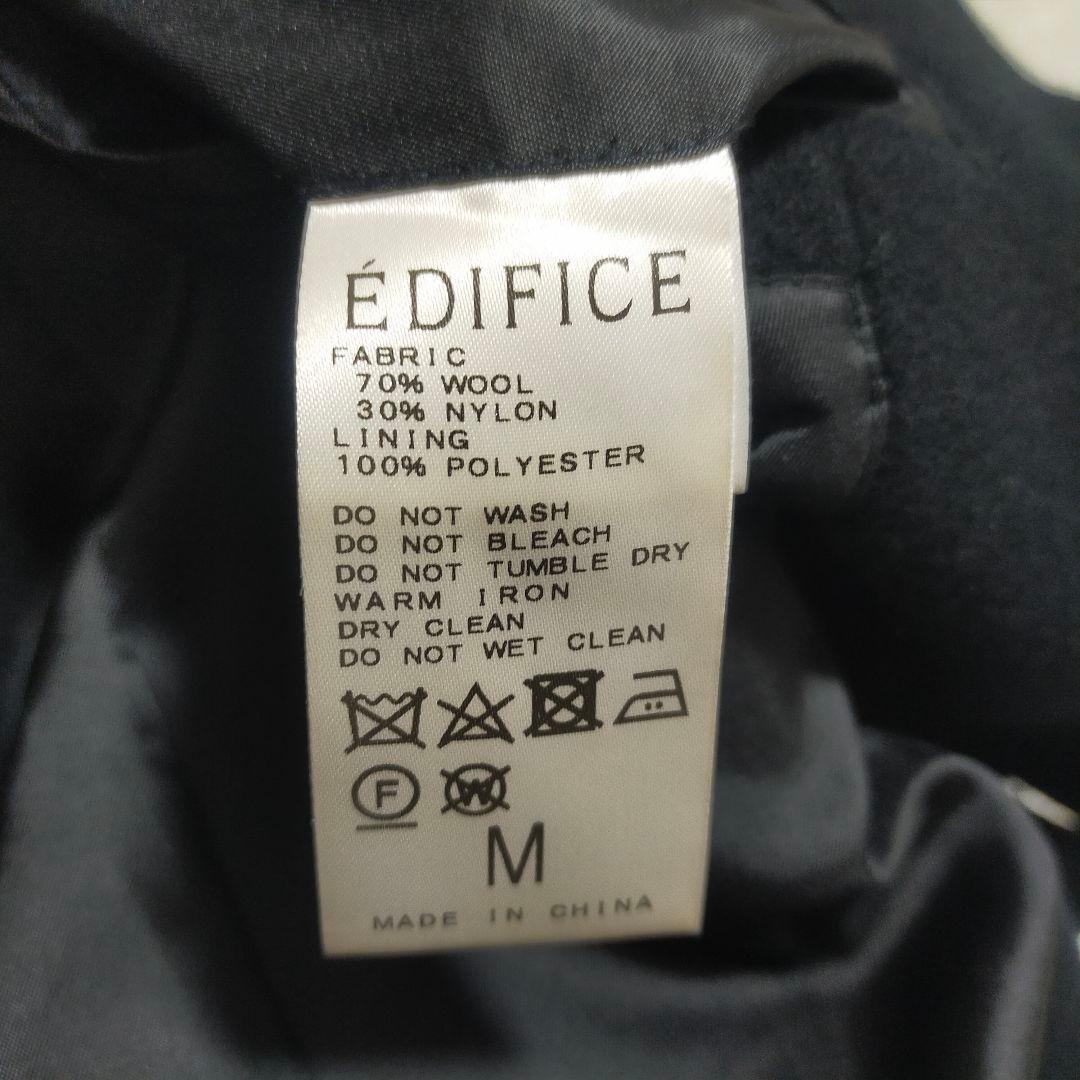 ÉDIFICE
FABRIC
70% WOOL
30% NYLON
LINING
100% POLYESTER
DO NOT WASH
DO NOT BLEACH
DO NOT TUMBLE DRY
WARM IRON
DRY CLEAN
DO NOT WET CLEAN
F W
M
MADE IN CHINA